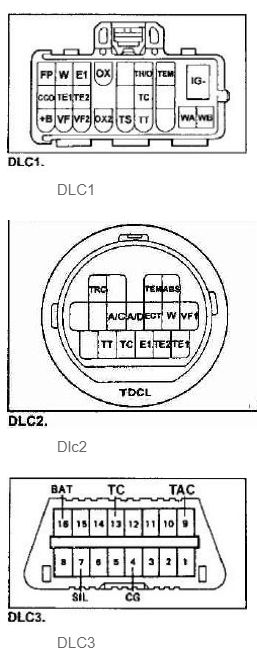 FP W E1 OX TH/O TEM IG-
CCO TE1 TE2 TC
+B VF VF2 OX2 TS TT WA WB
DLC1.
DLC1
TRC TEM ABS
A/C A/D ECT W VF1
TT TC E1 TE2 TE1
TDCL
DLC2.
Dlc2
BAT TC TAC
16 15 14 13 12 11 10 9
8 7 6 5 4 3 2 1
SIL CG
DLC3.
DLC3